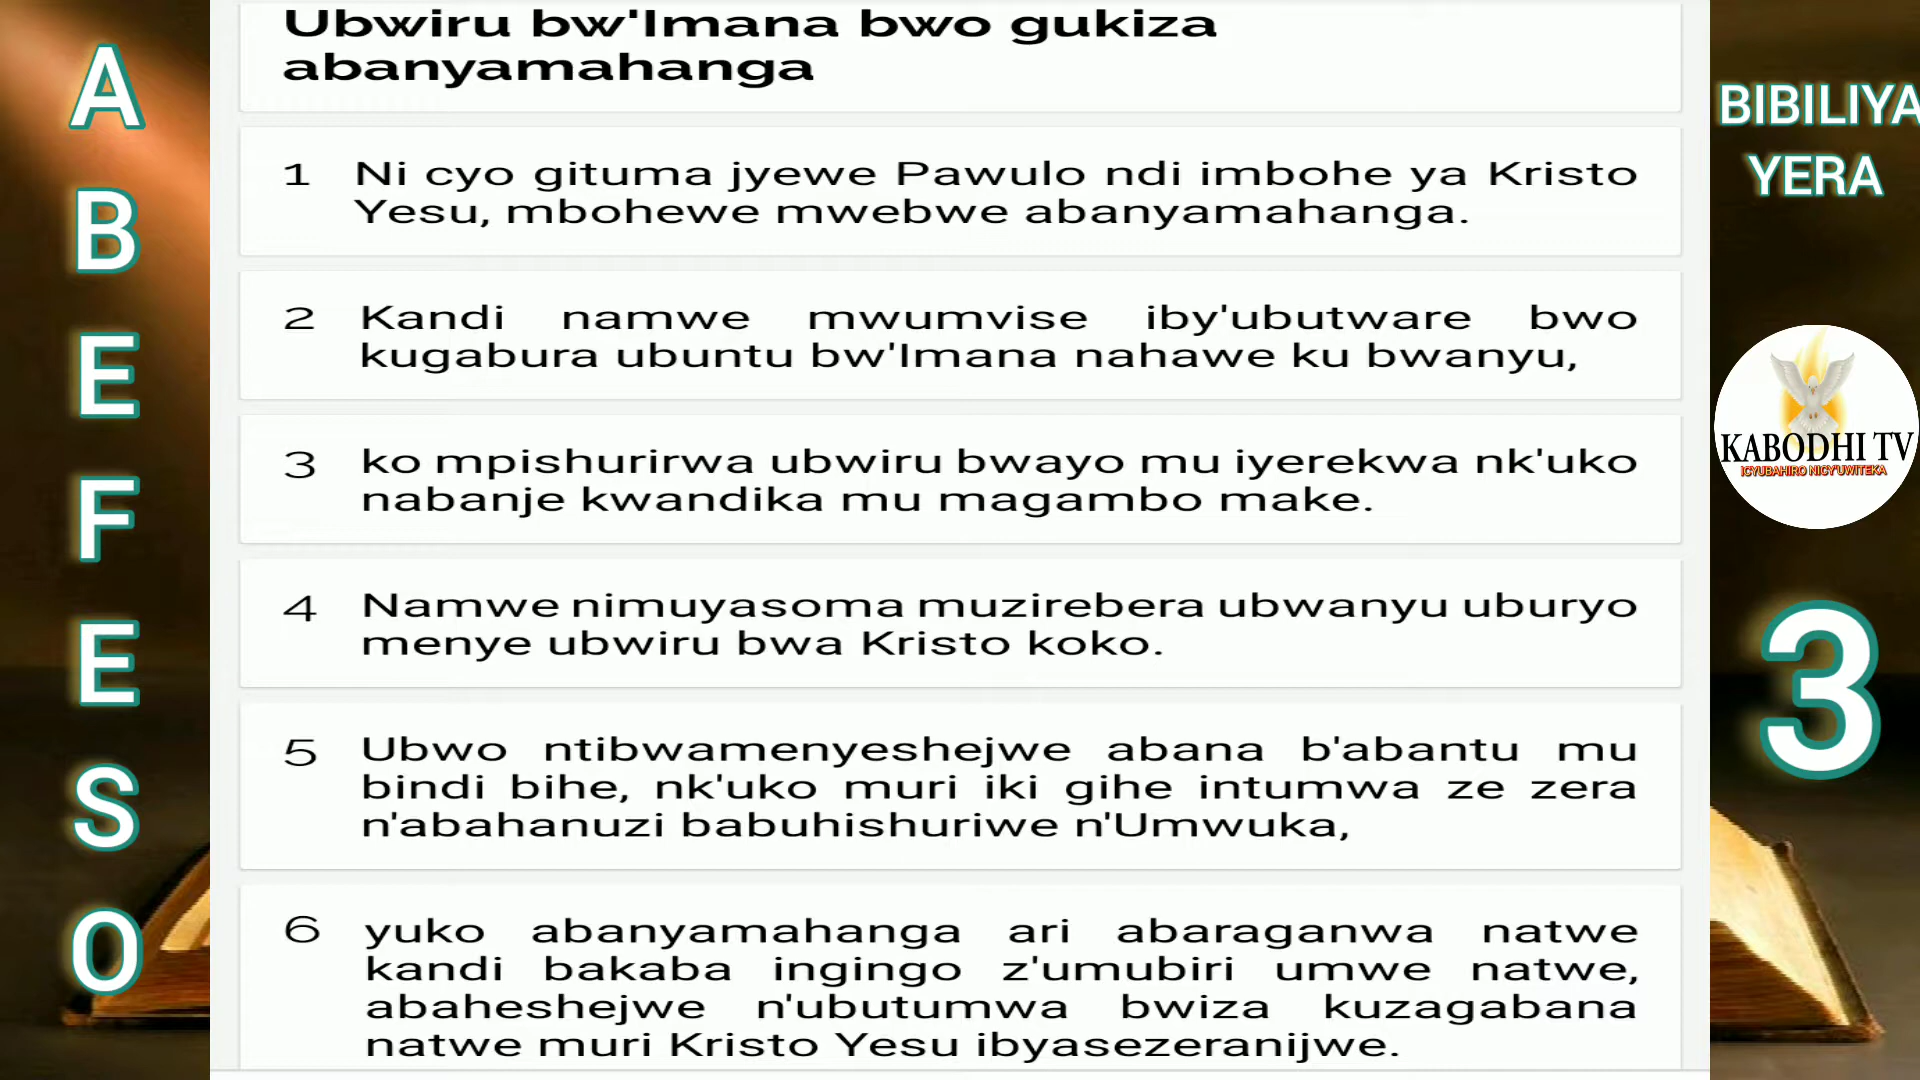 A
B
E
F
E
S
O
Ubwiru bw'Imana bwo gukiza
abanyamahanga
1 Ni cyo gituma jyewe Pawulo ndi imbohe ya Kristo
Yesu, mbohewe mwebwe abanyamahanga.
2 Kandi namwe mwumvise iby'ubutware bwo
kugabura ubuntu bw'Imana nahawe ku bwanyu,
3 ko mpishurirwa ubwiru bwayo mu iyerekwa nk'uko
nabanje kwandika mu magambo make.
4 Namwe nimuyasoma muzirebera ubwanyu uburyo
menye ubwiru bwa Kristo koko.
5 Ubwo ntibwamenyeshejwe abana b'abantu mu
bindi bihe, nk'uko muri iki gihe intumwa ze zera
n'abahanuzi babuhishuriwe n'Umwuka,
6 yuko abanyamahanga ari abaraganwa natwe
kandi bakaba ingingo z'umubiri umwe natwe,
abaheshejwe n'ubutumwa bwiza kuzagabana
natwe muri Kristo Yesu ibyasezeranijwe.
BIBILIYA
YERA
KABODHI TV
ICYUBAHIRO NICY'UWITEKA
3